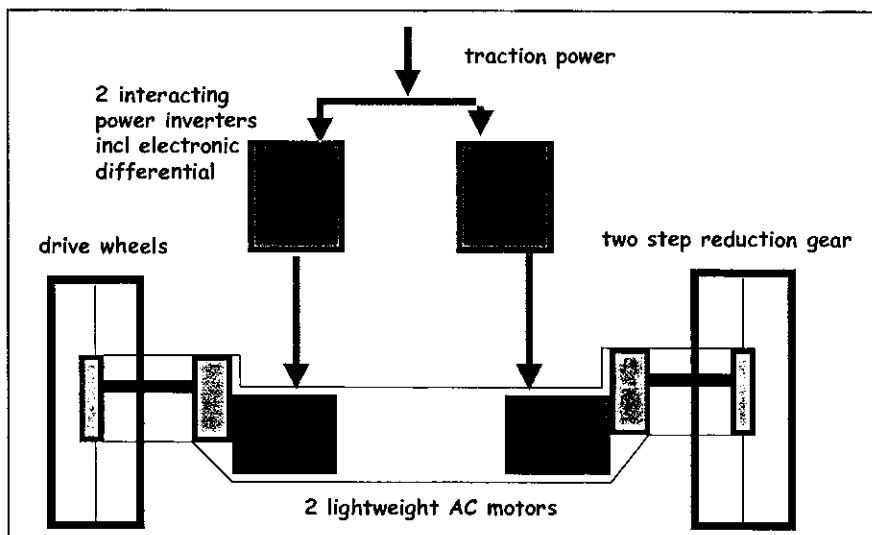 traction power
2 interacting
power inverters
incl electronic
differential
drive wheels
two step reduction gear
2 lightweight AC motors